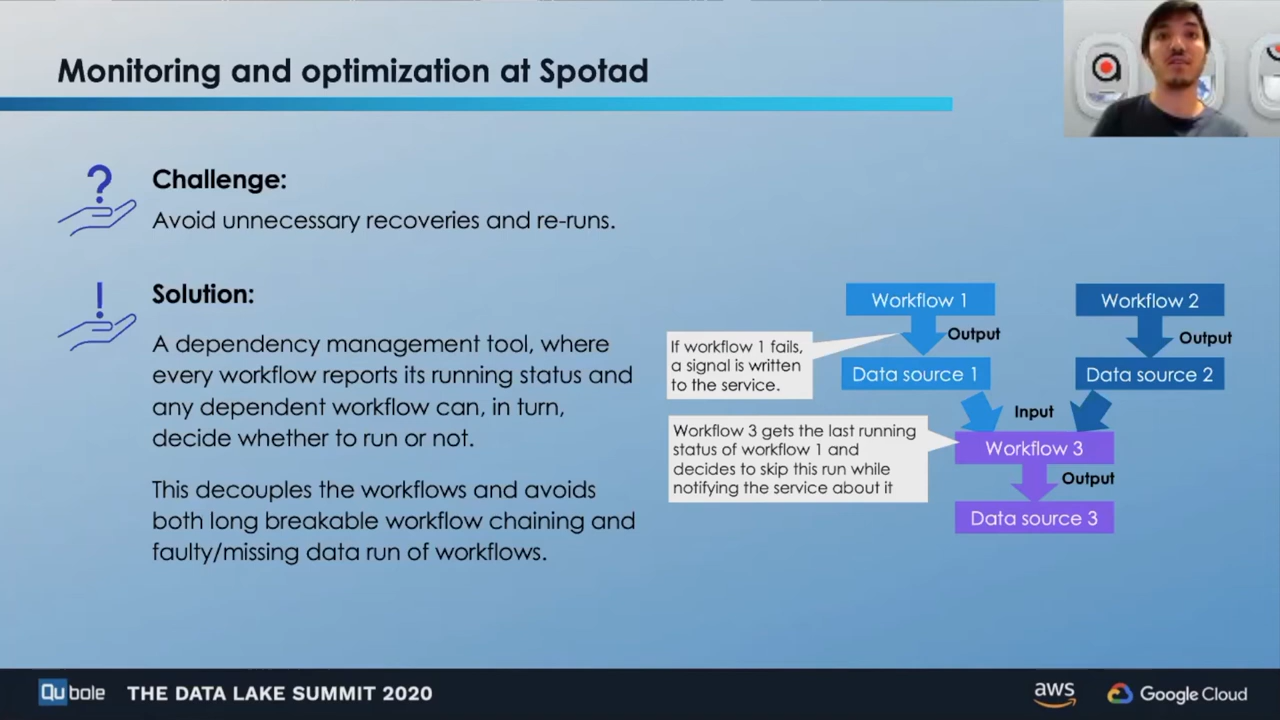 Monitoring and optimization at Spotad
?
Challenge:
Avoid unnecessary recoveries and re-runs.
!
Solution:
A dependency management tool, where
every workflow reports its running status and
any dependent workflow can, in turn,
decide whether to run or not.
This decouples the workflows and avoids
both long breakable workflow chaining and
faulty/missing data run of workflows.
Workflow 1
Workflow 2
Output
Output
If workflow 1 fails,
a signal is written
to the service.
Data source 1
Data source 2
Input
Workflow 3 gets the last running
status of workflow 1 and
decides to skip this run while
notifying the service about it
Workflow 3
Output
Data source 3
Qubole
THE DATA LAKE SUMMIT 2020
aws
Google Cloud